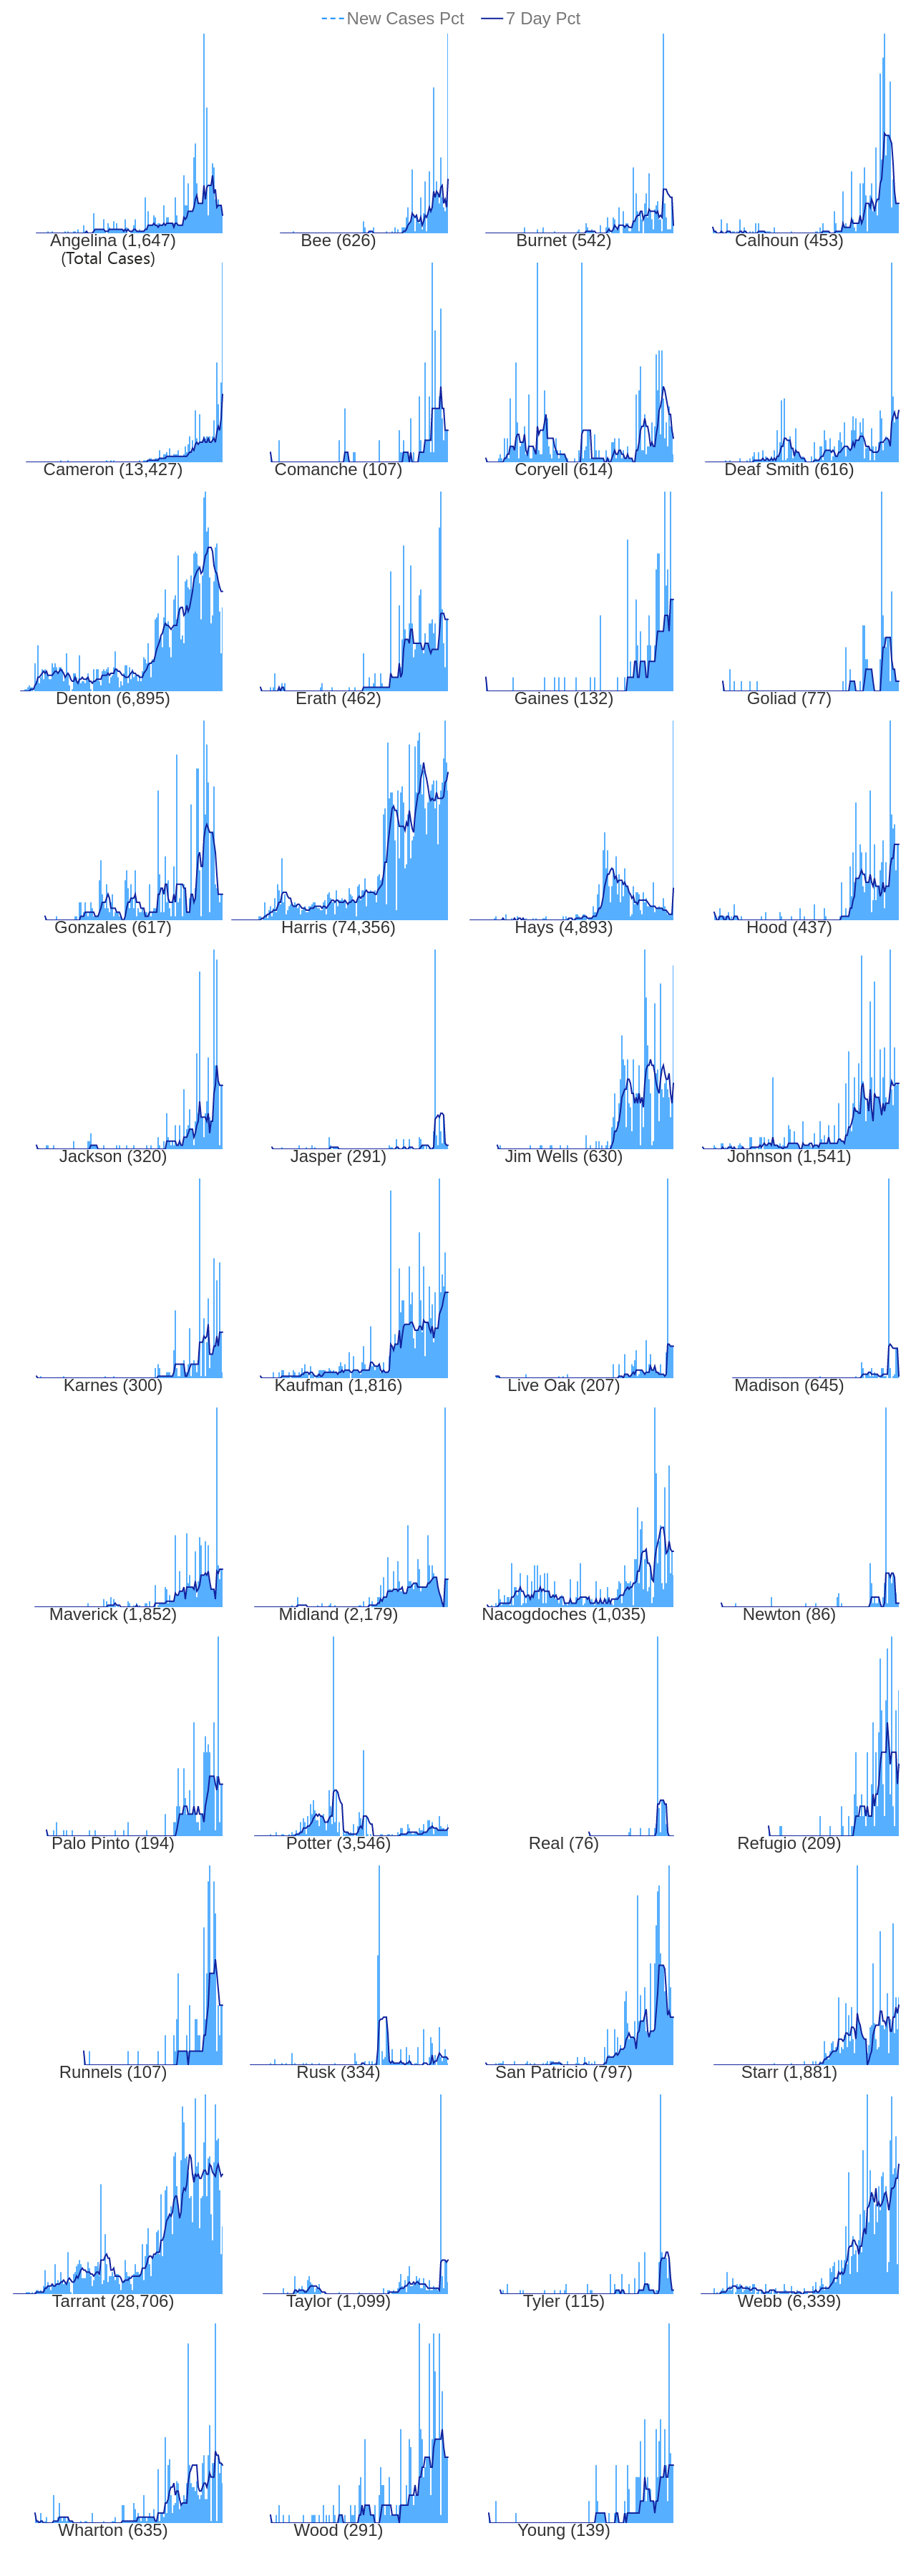 New Cases Pct 7 Day Pct
Angelina (1,647) Bee (626) Burnet (542) Calhoun (453)
(Total Cases)
Cameron (13,427) Comanche (107) Coryell (614) Deaf Smith (616)
Denton (6,895) Erath (462) Gaines (132) Goliad (77)
Gonzales (617) Harris (74,356) Hays (4,893) Hood (437)
Jackson (320) Jasper (291) Jim Wells (630) Johnson (1,541)
Karnes (300) Kaufman (1,816) Live Oak (207) Madison (645)
Maverick (1,852) Midland (2,179) Nacogdoches (1,035) Newton (86)
Palo Pinto (194) Potter (3,546) Real (76) Refugio (209)
Runnels (107) Rusk (334) San Patricio (797) Starr (1,881)
Tarrant (28,706) Taylor (1,099) Tyler (115) Webb (6,339)
Wharton (635) Wood (291) Young (139)